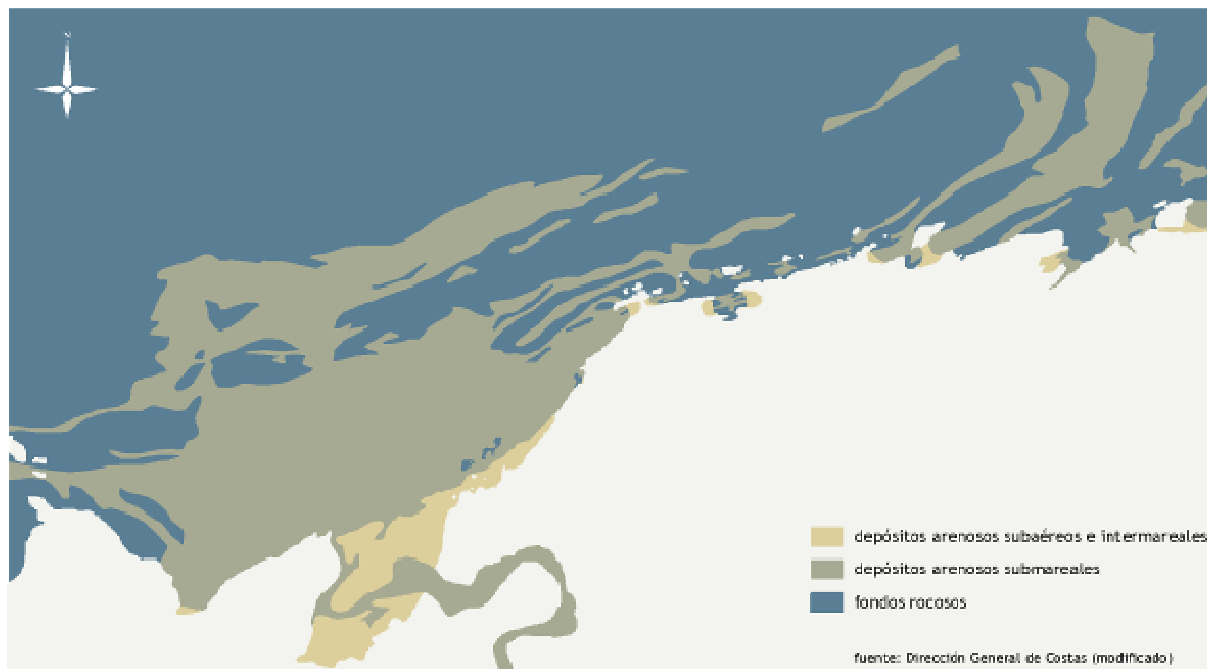 N
depósitos arenosos subaéreos e intermareales
depósitos arenosos submareales
fondos rocosos
fuente: Dirección General de Costas (modificado)